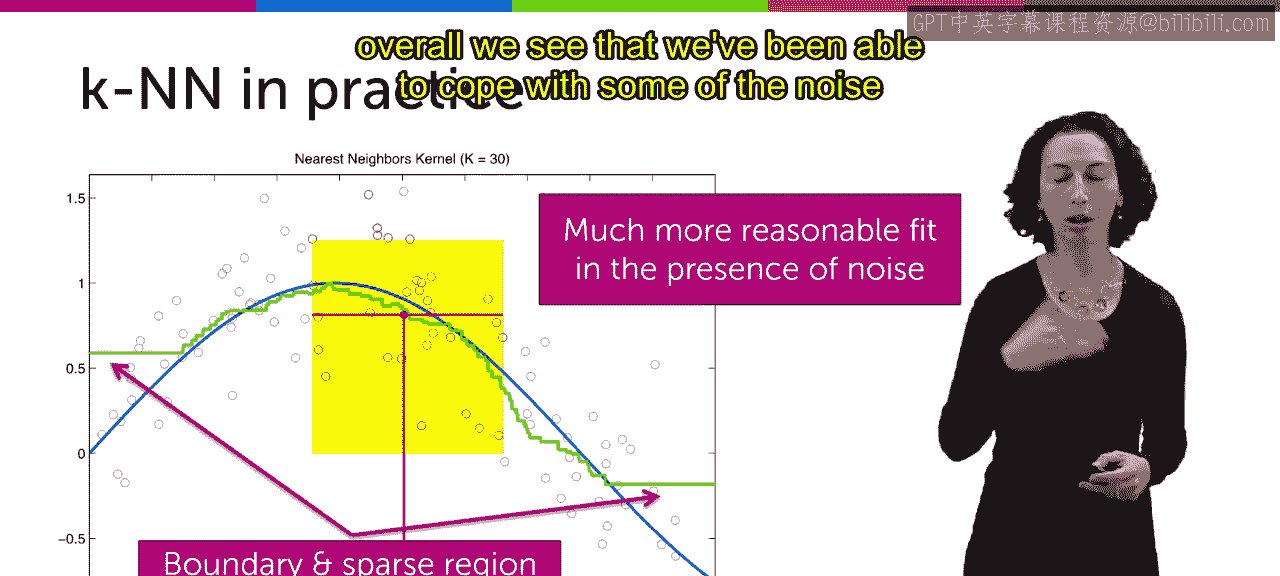 GPT中英字幕课程资源@bilibili.com
overall we see that we've been able
to cope with some of the noise
k-NN in practice
Nearest Neighbors Kernel (K = 30)
1.5
1
0.5
0
−0.5
Much more reasonable fit
in the presence of noise
Boundary & sparse region